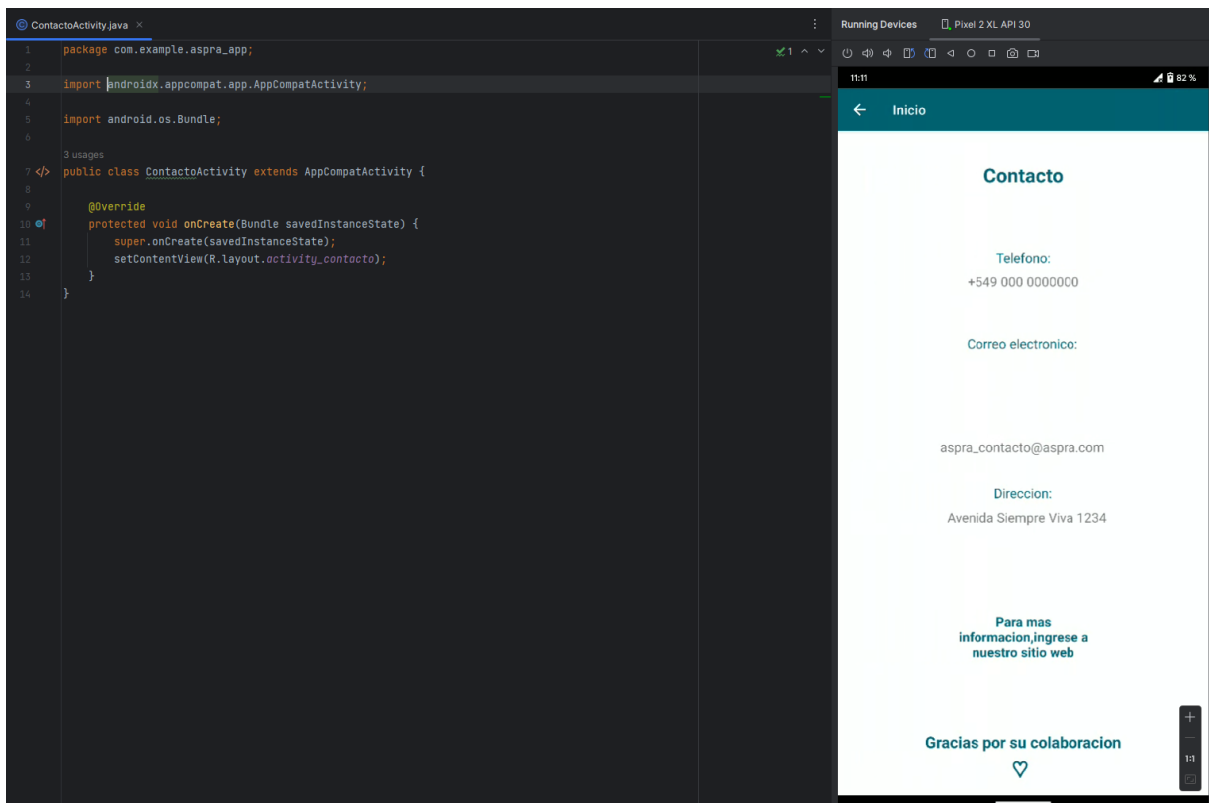 ContactoActivity.java
Running Devices
Pixel 2 XL API 30
1 package com.example.aspra_app;
1
2
3 import androidx.appcompat.app.AppCompatActivity;
4
5 import android.os.Bundle;
6
3 usages
7 public class ContactoActivity extends AppCompatActivity {
8
9 @Override
10 protected void onCreate(Bundle savedInstanceState) {
11 super.onCreate(savedInstanceState);
12 setContentView(R.layout.activity_contacto);
13 }
14 }
11:11
82 %
Inicio
Contacto
Telefono:
+549 000 0000000
Correo electronico:
aspra_contacto@aspra.com
Direccion:
Avenida Siempre Viva 1234
Para mas
informacion,ingrese a
nuestro sitio web
Gracias por su colaboracion
1:1